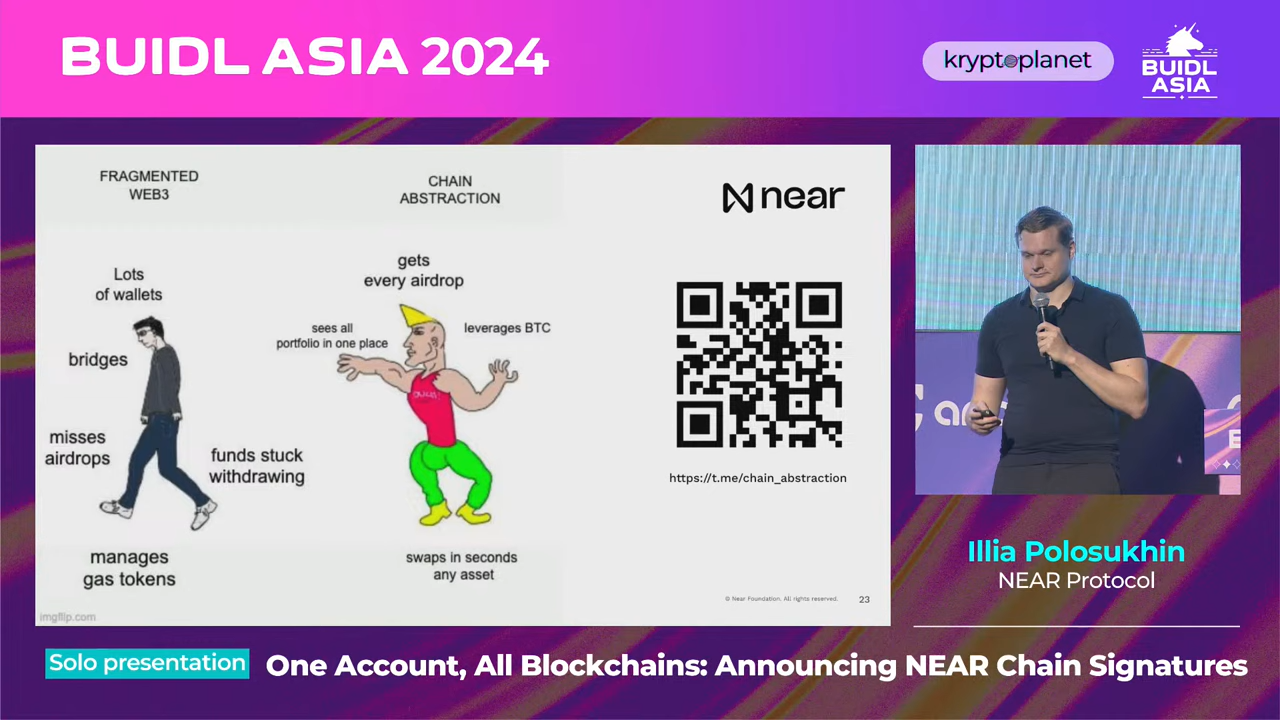 BUIDL ASIA 2024
kryptoplanet
BUIDL
ASIA
FRAGMENTED
WEB3
CHAIN
ABSTRACTION
near
Lots
of wallets
gets
every airdrop
sees all
portfolio in one place
leverages BTC
bridges
misses
airdrops
funds stuck
withdrawing
https://t.me/chain_abstraction
manages
gas tokens
swaps in seconds
any asset
© Near Foundation. All rights reserved.
23
imgflip.com
Illia Polosukhin
NEAR Protocol
Solo presentation
One Account, All Blockchains: Announcing NEAR Chain Signatures